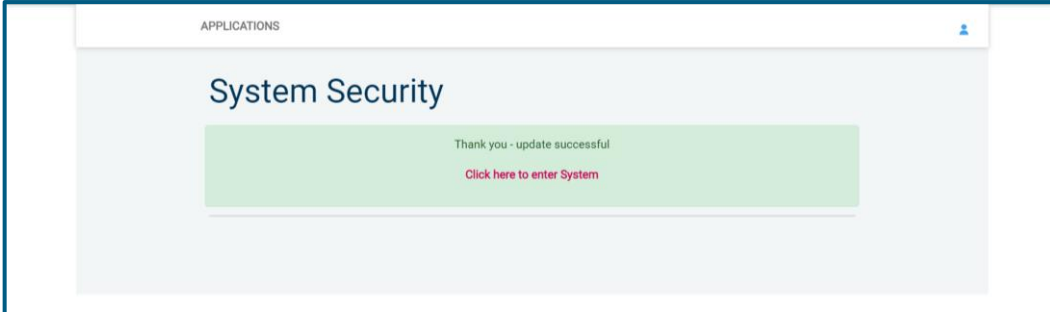 APPLICATIONS
System Security
Thank you - update successful
Click here to enter System